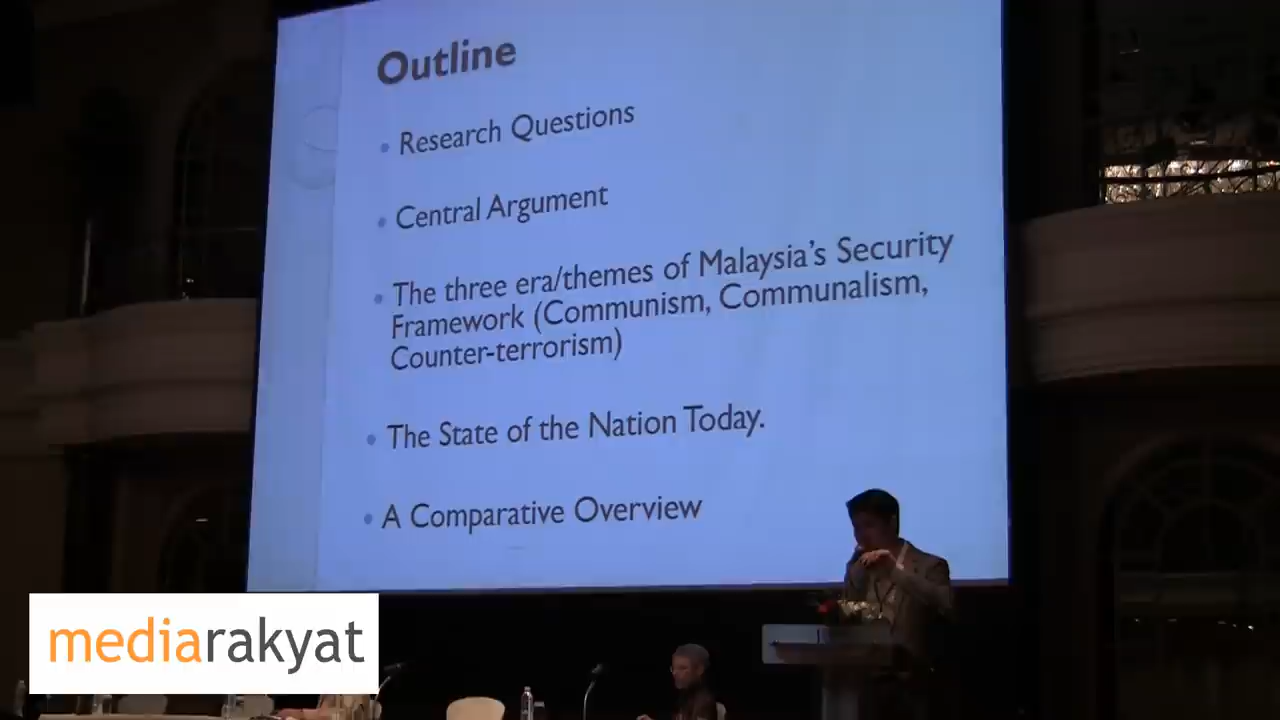 Outline
Research Questions
Central Argument
The three era/themes of Malaysia's Security
Framework (Communism, Communalism,
Counter-terrorism)
The State of the Nation Today.
A Comparative Overview
mediarakyat